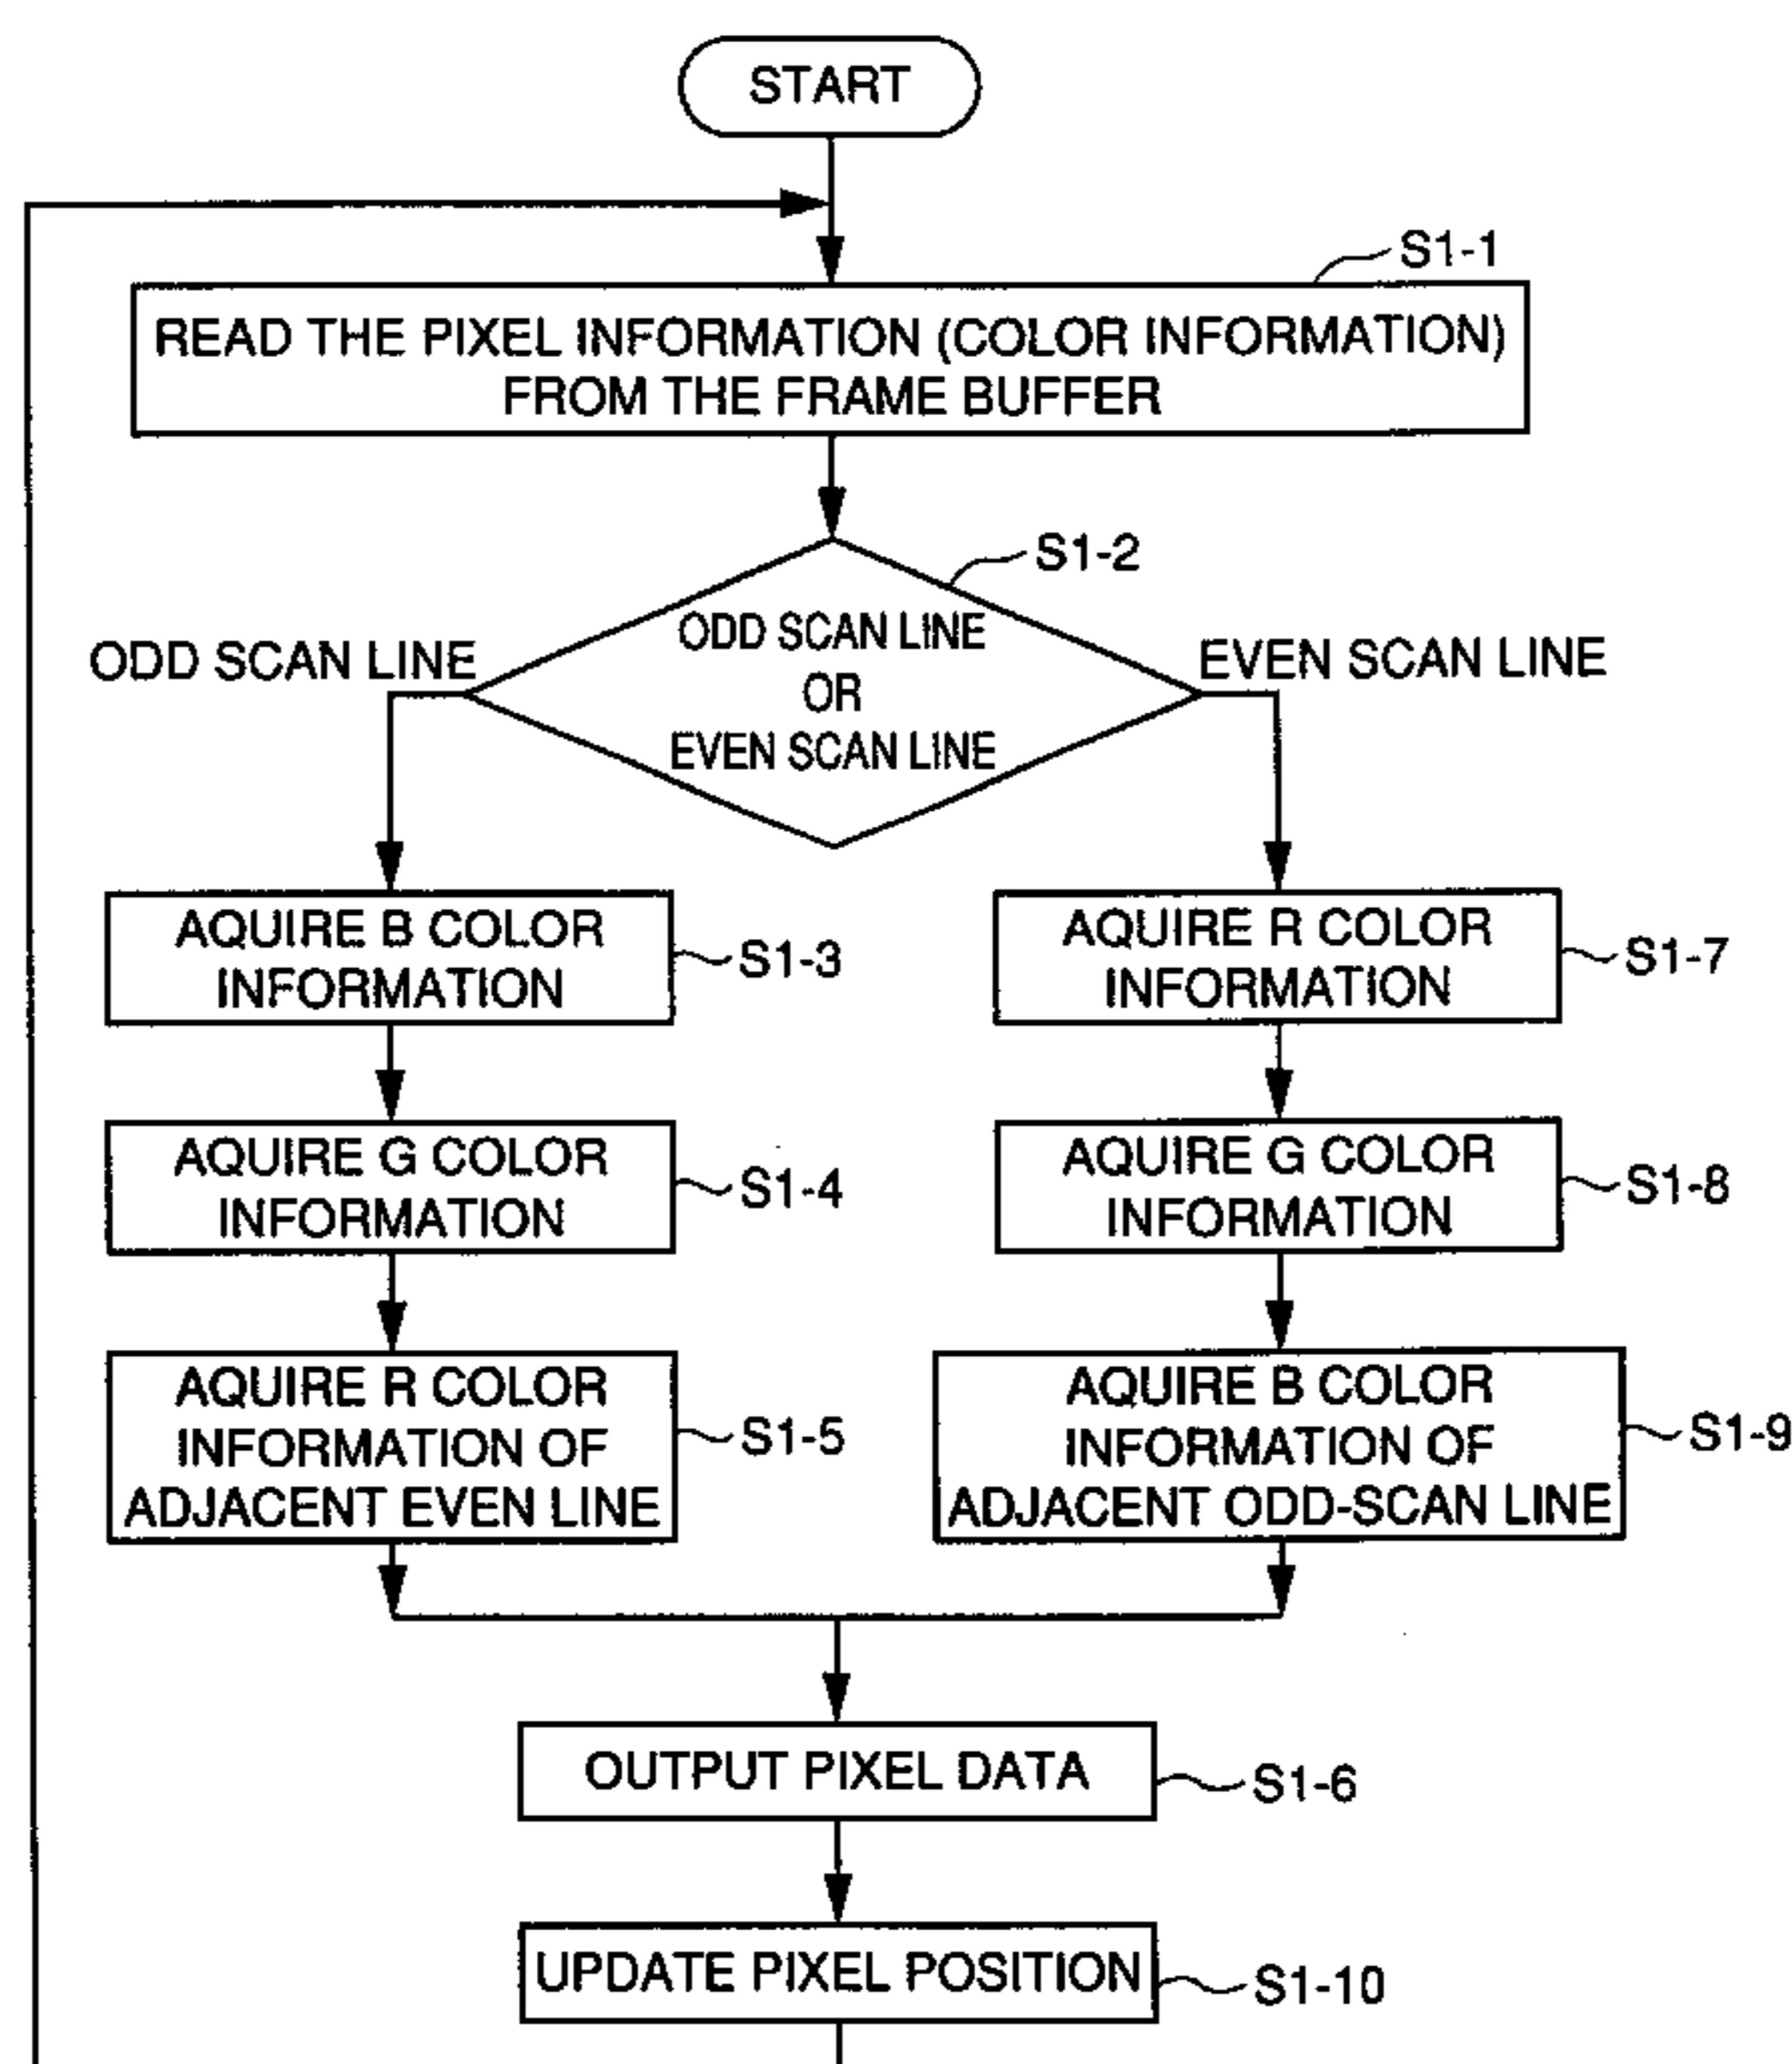 START
S1-1
READ THE PIXEL INFORMATION (COLOR INFORMATION)
FROM THE FRAME BUFFER
S1-2
ODD SCAN LINE
OR
EVEN SCAN LINE
ODD SCAN LINE
EVEN SCAN LINE
AQUIRE B COLOR
INFORMATION
S1-3
AQUIRE R COLOR
INFORMATION
S1-7
AQUIRE G COLOR
INFORMATION
S1-4
AQUIRE G COLOR
INFORMATION
S1-8
AQUIRE R COLOR
INFORMATION OF
ADJACENT EVEN LINE
S1-5
AQUIRE B COLOR
INFORMATION OF
ADJACENT ODD-SCAN LINE
S1-9
OUTPUT PIXEL DATA
S1-6
UPDATE PIXEL POSITION
S1-10